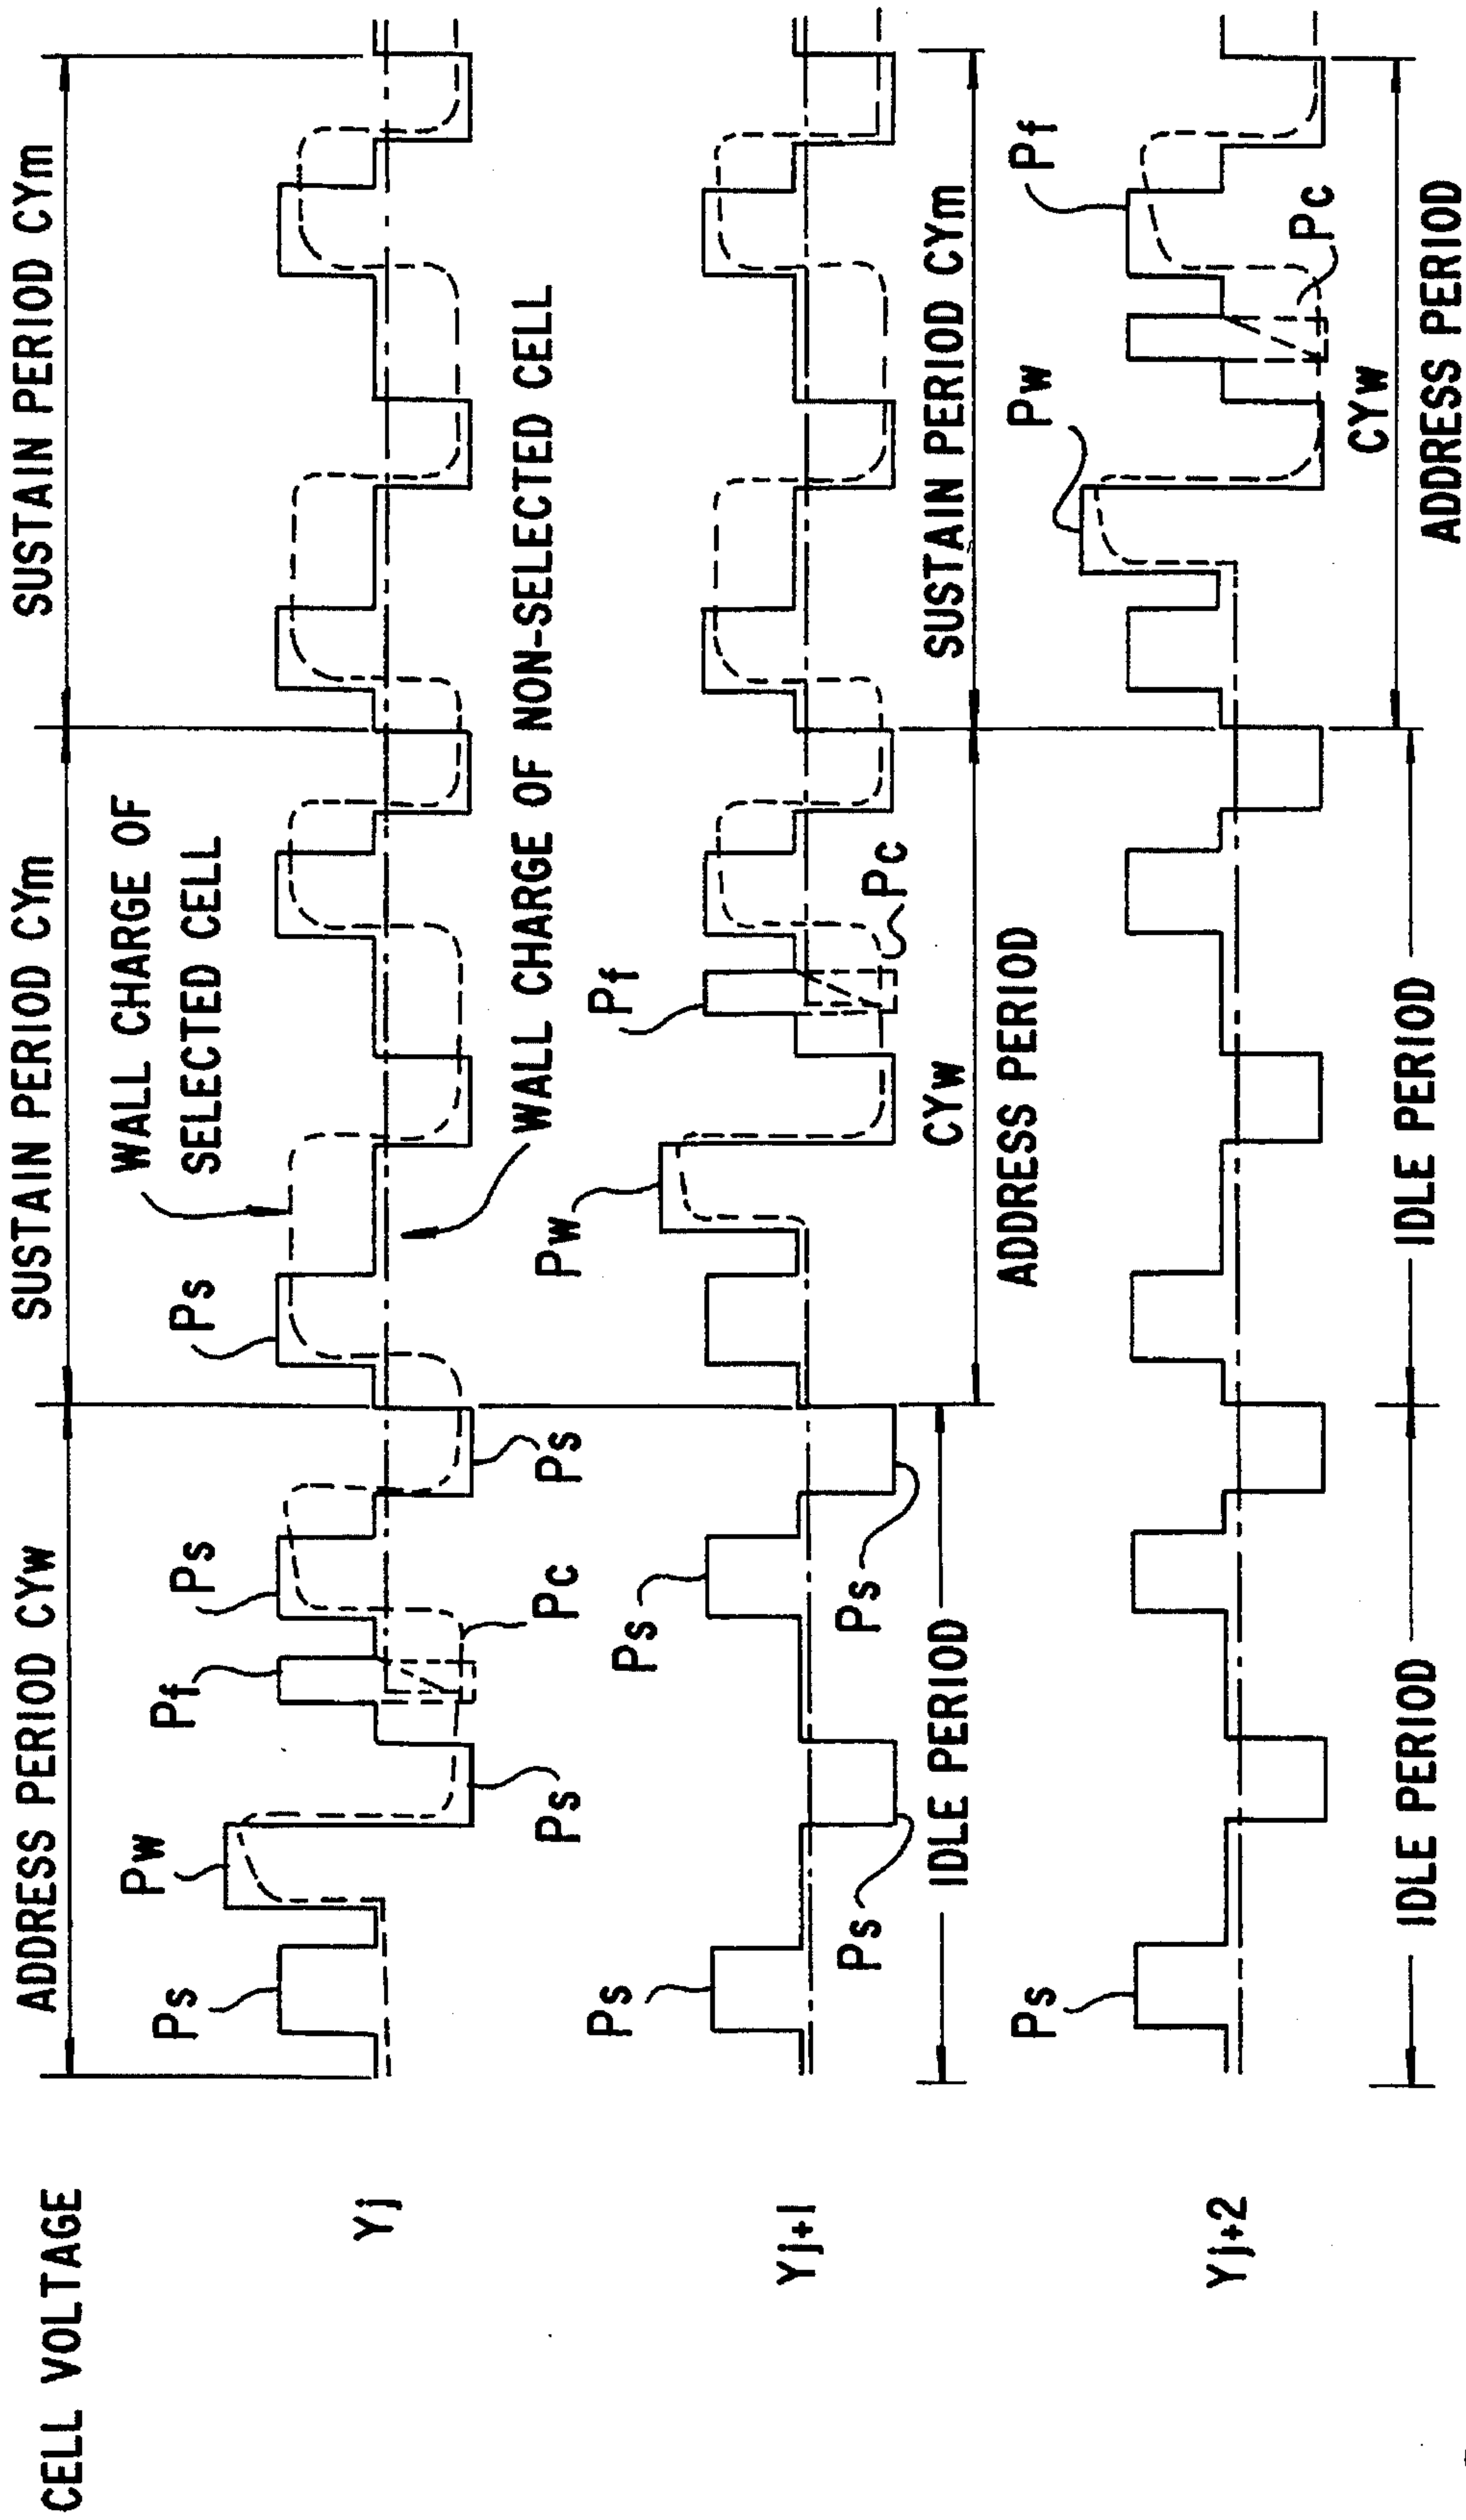 CELL VOLTAGE
ADDRESS PERIOD CYW
SUSTAIN PERIOD CYm
SUSTAIN PERIOD CYm
Yj
Ps
Pw
Pf
Ps
Ps
Ps
Pc
Ps
WALL CHARGE OF
SELECTED CELL
WALL CHARGE OF NON-SELECTED CELL
Yj+1
Ps
Ps
Ps
Ps
Pw
Pf
Pc
IDLE PERIOD
CYW
ADDRESS PERIOD
SUSTAIN PERIOD CYm
Yj+2
Ps
Pw
Pf
Pc
IDLE PERIOD
IDLE PERIOD
CYW
ADDRESS PERIOD